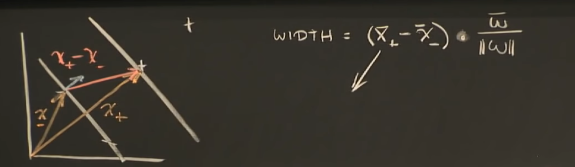 +
WIDTH = (x̄₊ - x̄₋) · w̄ / ||w||
x₊ - x₋
+
x₋
x₊
-